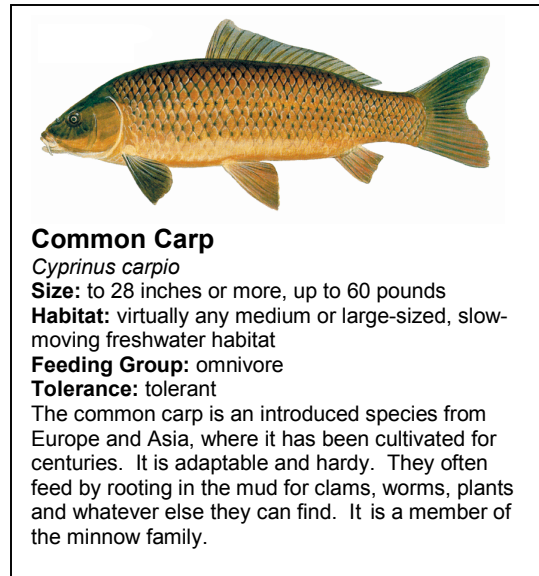 Common Carp
Cyprinus carpio
Size: to 28 inches or more, up to 60 pounds
Habitat: virtually any medium or large-sized, slow-
moving freshwater habitat
Feeding Group: omnivore
Tolerance: tolerant
The common carp is an introduced species from
Europe and Asia, where it has been cultivated for
centuries.  It is adaptable and hardy.  They often
feed by rooting in the mud for clams, worms, plants
and whatever else they can find.  It is a member of
the minnow family.